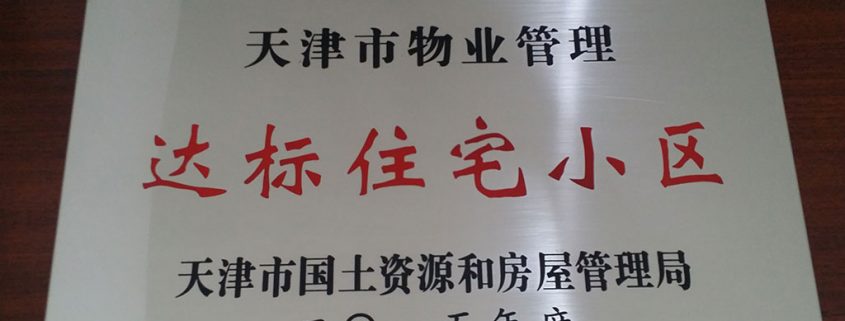 天津市物业管理
达标住宅小区
天津市国土资源和房屋管理局